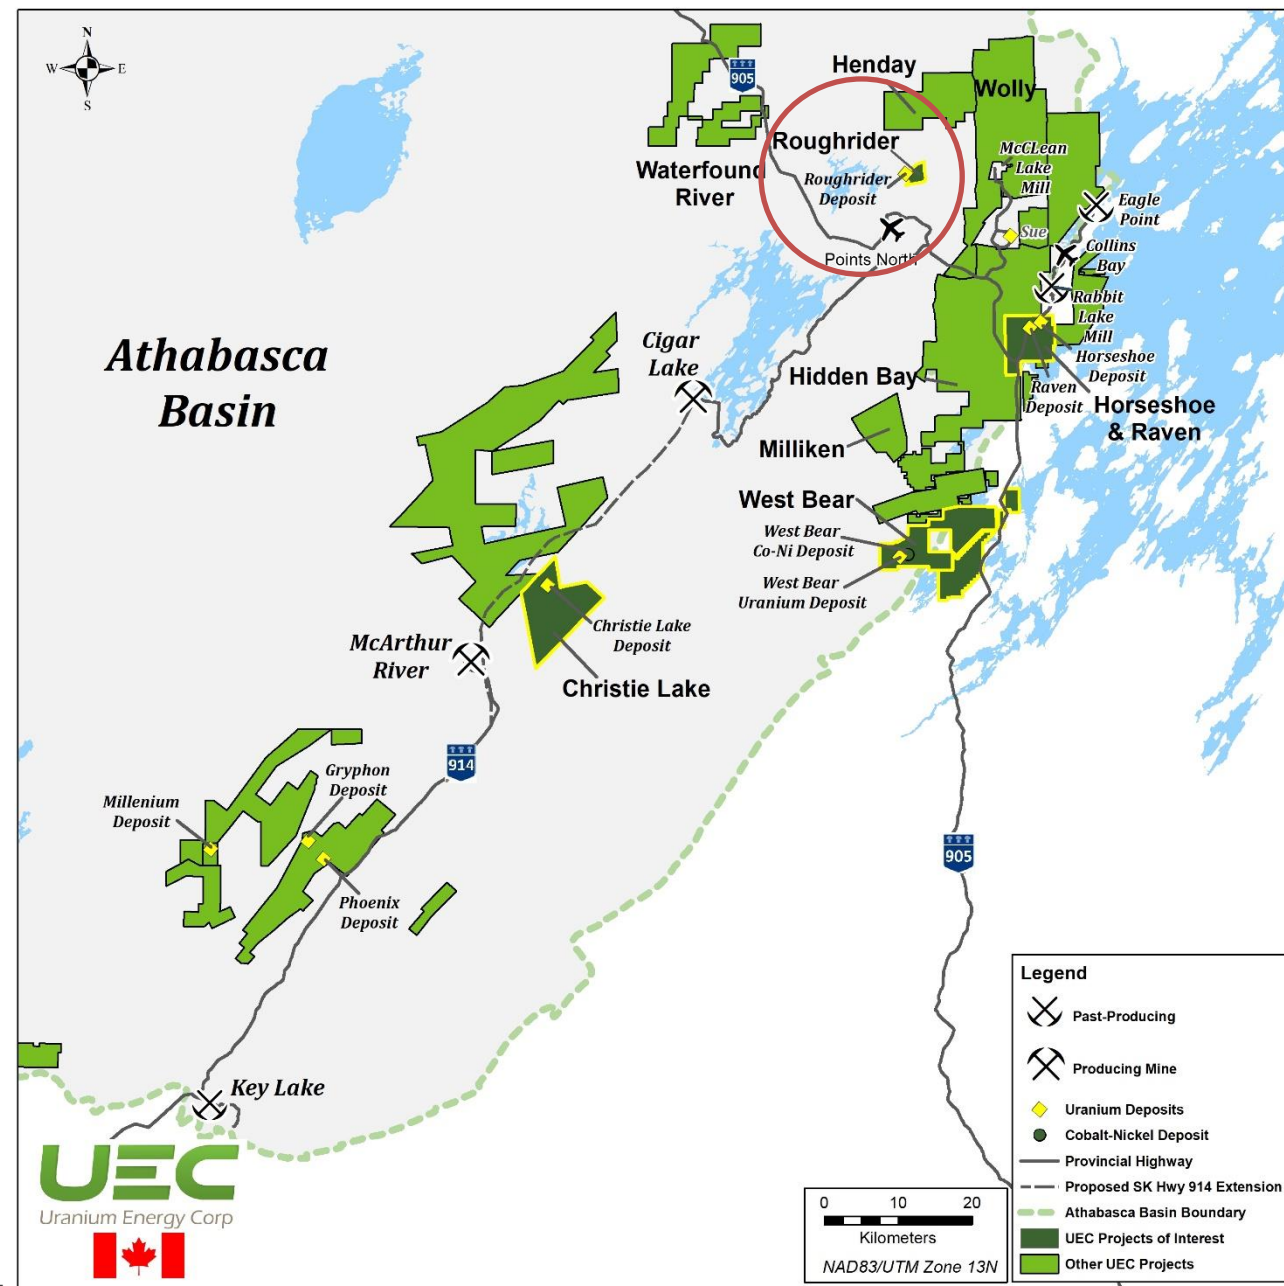 N
W
E
S
905
Henday
Wolly
Roughrider
Roughrider
Deposit
McCLean
Lake
Mill
Waterfound
River
Eagle
Point
Sue
Points North
Collins
Bay
Rabbit
Lake
Mill
Horseshoe
Deposit
Raven
Deposit
Horseshoe
& Raven
Athabasca
Basin
Cigar
Lake
Hidden Bay
Milliken
West Bear
West Bear
Co-Ni Deposit
West Bear
Uranium Deposit
Christie Lake
Deposit
McArthur
River
Christie Lake
914
Gryphon
Deposit
Millenium
Deposit
Phoenix
Deposit
905
Key Lake
UEC
Uranium Energy Corp
0 10 20
Kilometers
NAD83/UTM Zone 13N
Legend
Past-Producing
Producing Mine
Uranium Deposits
Cobalt-Nickel Deposit
Provincial Highway
Proposed SK Hwy 914 Extension
Athabasca Basin Boundary
UEC Projects of Interest
Other UEC Projects